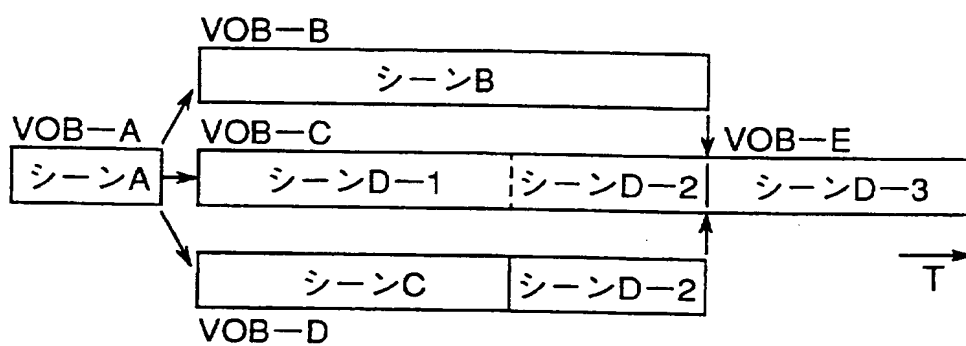 VOB—B
シーンB
VOB—A
VOB—C
VOB—E
シーンA
シーンD—1
シーンD—2
シーンD—3
シーンC
シーンD—2
T
VOB—D